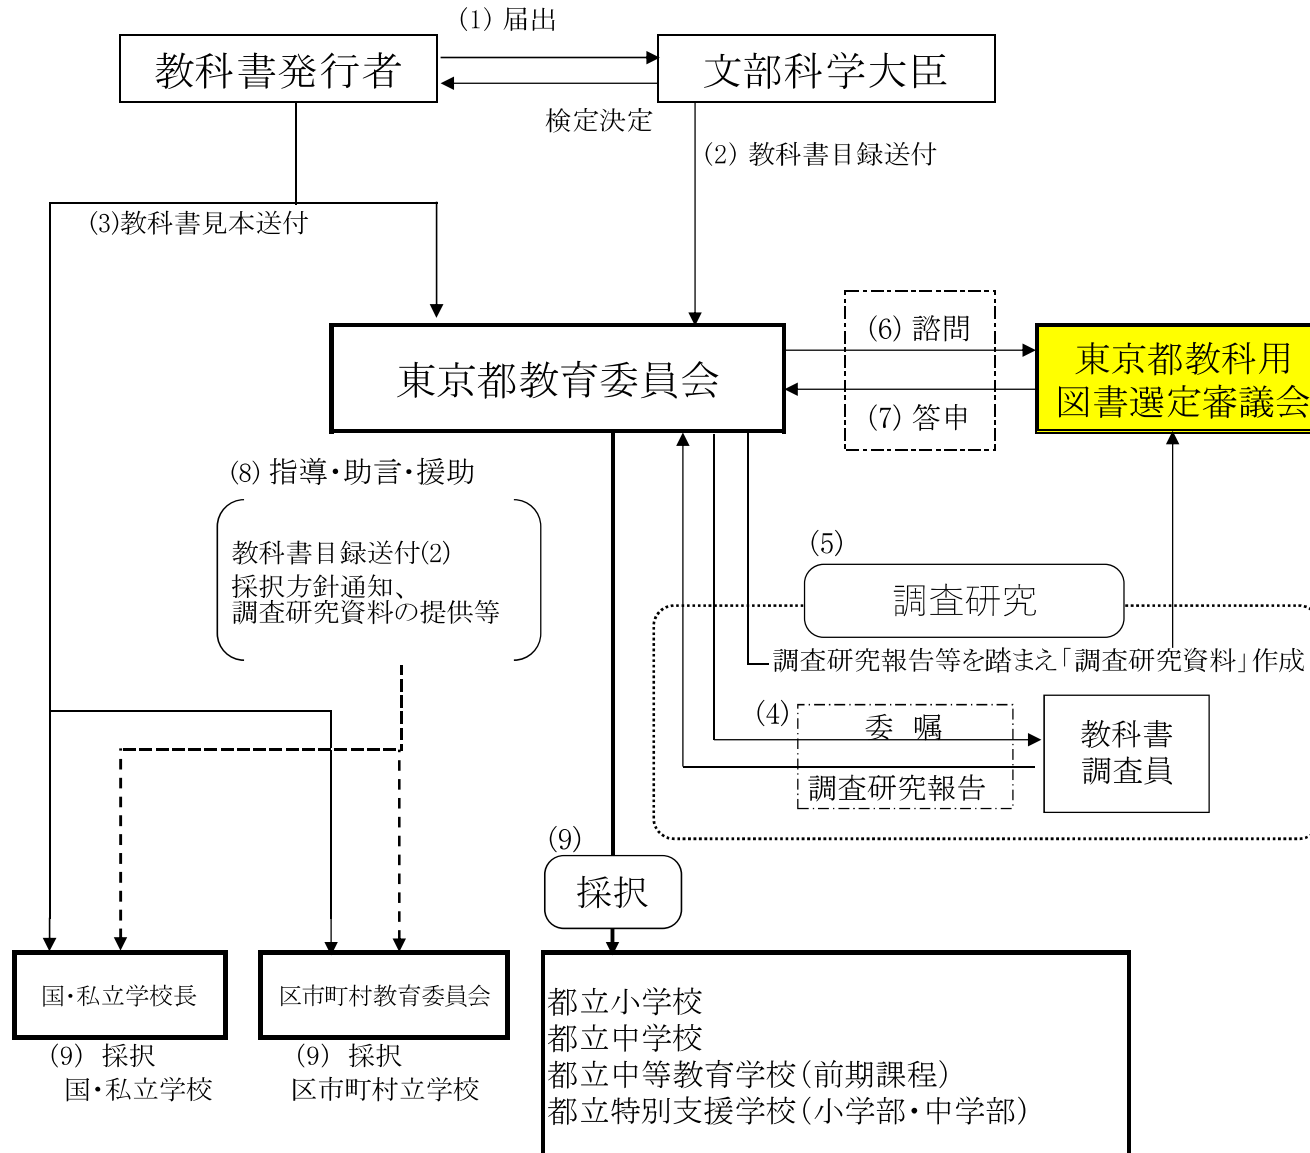 (1) 届出
教科書発行者
文部科学大臣
検定決定
(2) 教科書目録送付
(3)教科書見本送付
(6) 諮問
東京都教育委員会
東京都教科用
図書選定審議会
(7) 答申
(8) 指導・助言・援助
教科書目録送付(2)
採択方針通知、
調査研究資料の提供等
(5)
調査研究
調査研究報告等を踏まえ「調査研究資料」作成
(4)
委 嘱
教科書
調査員
調査研究報告
(9)
採択
国・私立学校長
区市町村教育委員会
(9) 採択
国・私立学校
(9) 採択
区市町村立学校
都立小学校
都立中学校
都立中等教育学校(前期課程)
都立特別支援学校(小学部・中学部)